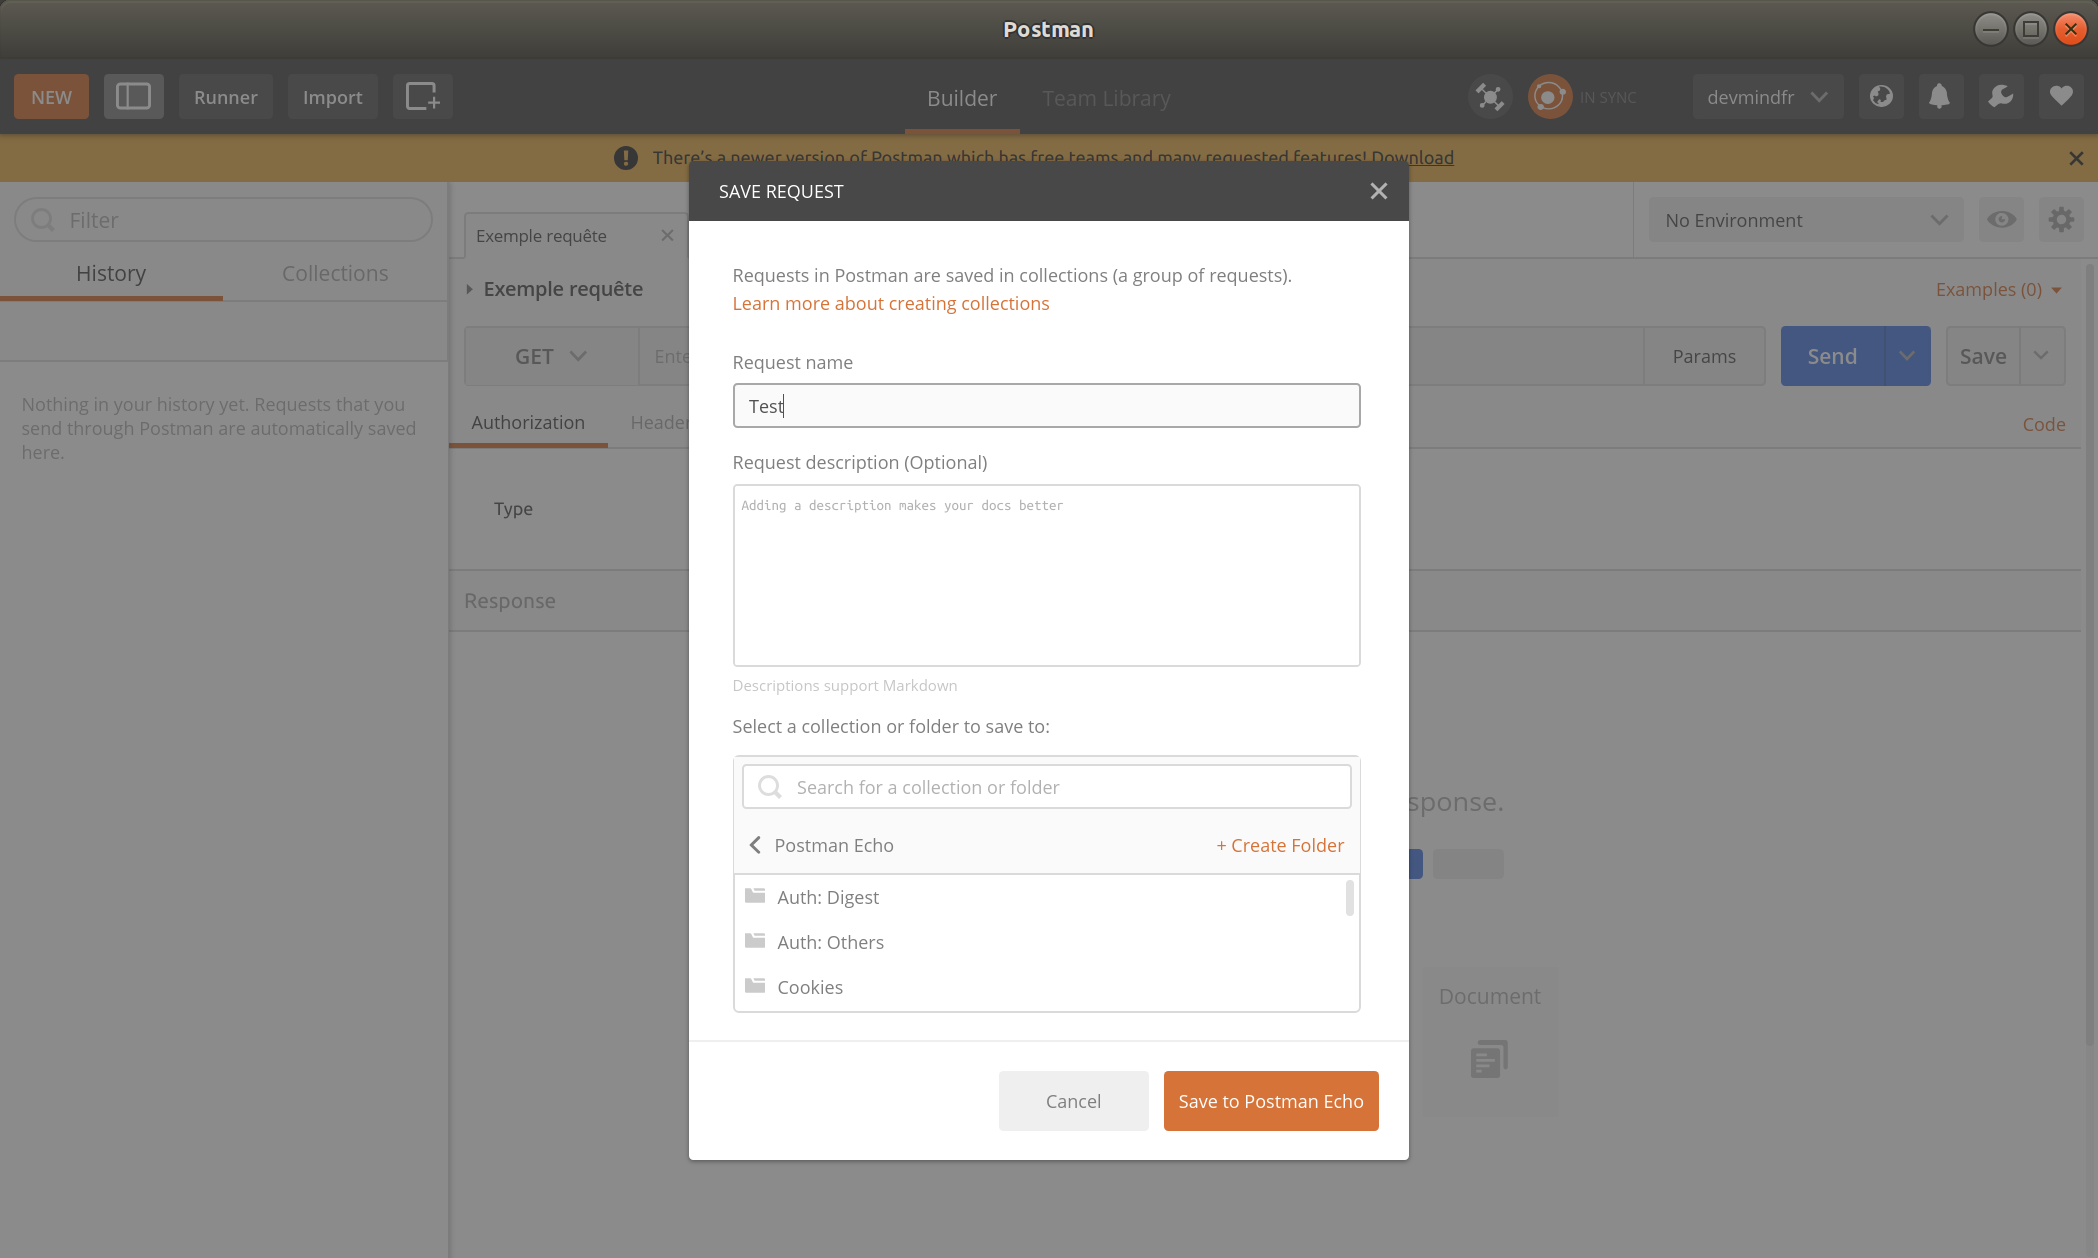 Postman
NEW
Runner
Import
Builder
Team Library
IN SYNC
devmindfr
There's a newer version of Postman which has free teams and many requested features! Download
Filter
History
Collections
Nothing in your history yet. Requests that you
send through Postman are automatically saved
here.
Exemple requête
No Environment
Exemple requête
Examples (0)
GET
Ente
Params
Send
Save
Authorization
Header
Code
Type
Response
sponse.
Document
SAVE REQUEST
Requests in Postman are saved in collections (a group of requests).
Learn more about creating collections
Request name
Test
Request description (Optional)
Adding a description makes your docs better
Descriptions support Markdown
Select a collection or folder to save to:
Search for a collection or folder
Postman Echo
+ Create Folder
Auth: Digest
Auth: Others
Cookies
Cancel
Save to Postman Echo